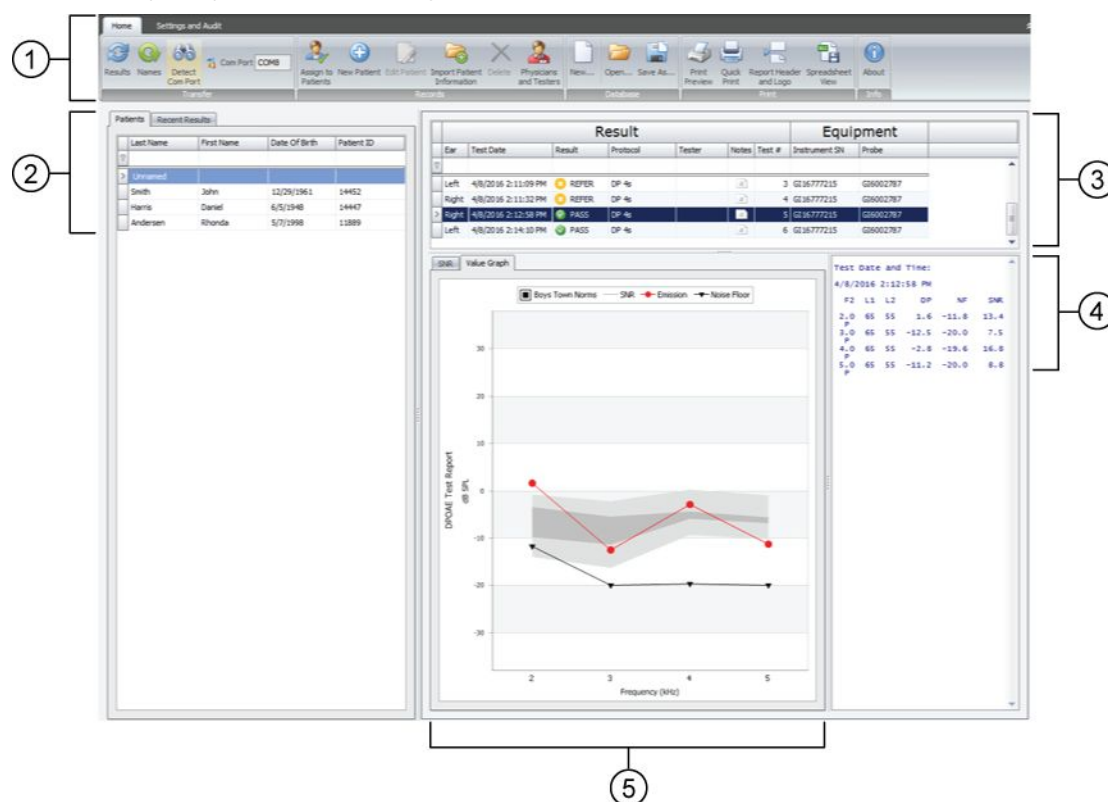 Home Settings and Audit
Results Names Detect Com Port Com Port COM8 Assign to Patients New Patient Edit Patient Import Patient Information Delete Physicians and Testers New... Open... Save As... Print Preview Quick Print Report Header and Logo Spreadsheet View About
Transfer Records Database Print Info
1
Patients Recent Results
Last Name First Name Date Of Birth Patient ID
Unnamed
Smith John 12/29/1961 14452
Harris Daniel 6/5/1948 14447
Andersen Rhonda 5/7/1998 11889
2
Result Equipment
Ear Test Date Result Protocol Tester Notes Test # Instrument SN Probe
Left 4/8/2016 2:11:09 PM REFER DP 4s 3 GI16777215 GI6002787
Right 4/8/2016 2:11:32 PM REFER DP 4s 4 GI16777215 GI6002787
Right 4/8/2016 2:12:58 PM PASS DP 4s 5 GI16777215 GI6002787
Left 4/8/2016 2:14:10 PM PASS DP 4s 6 GI16777215 GI6002787
3
SNR Value Graph
Boys Town Norms SNR Emission Noise Floor
30
20
10
0
-10
-20
-30
DPOAE Test Report
dB SPL
2 3 4 5
Frequency (kHz)
Test Date and Time:
4/8/2016 2:12:58 PM
F2 L1 L2 DP NF SNR
2.0 65 55 1.6 -11.8 13.4
P
3.0 65 55 -12.5 -20.0 7.5
P
4.0 65 55 -2.8 -19.6 16.8
P
5.0 65 55 -11.2 -20.0 8.8
P
4
5